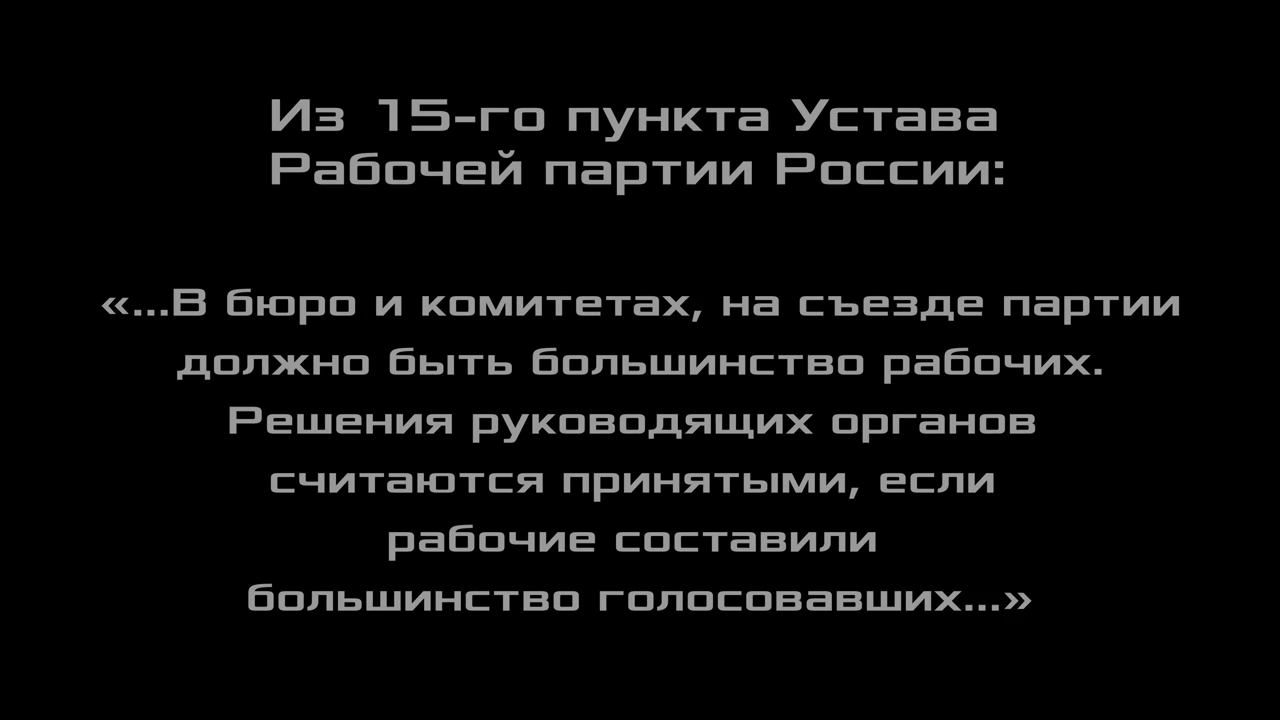 Из 15-го пункта Устава
Рабочей партии России:
«...В бюро и комитетах, на съезде партии
должно быть большинство рабочих.
Решения руководящих органов
считаются принятыми, если
рабочие составили
большинство голосовавших...»